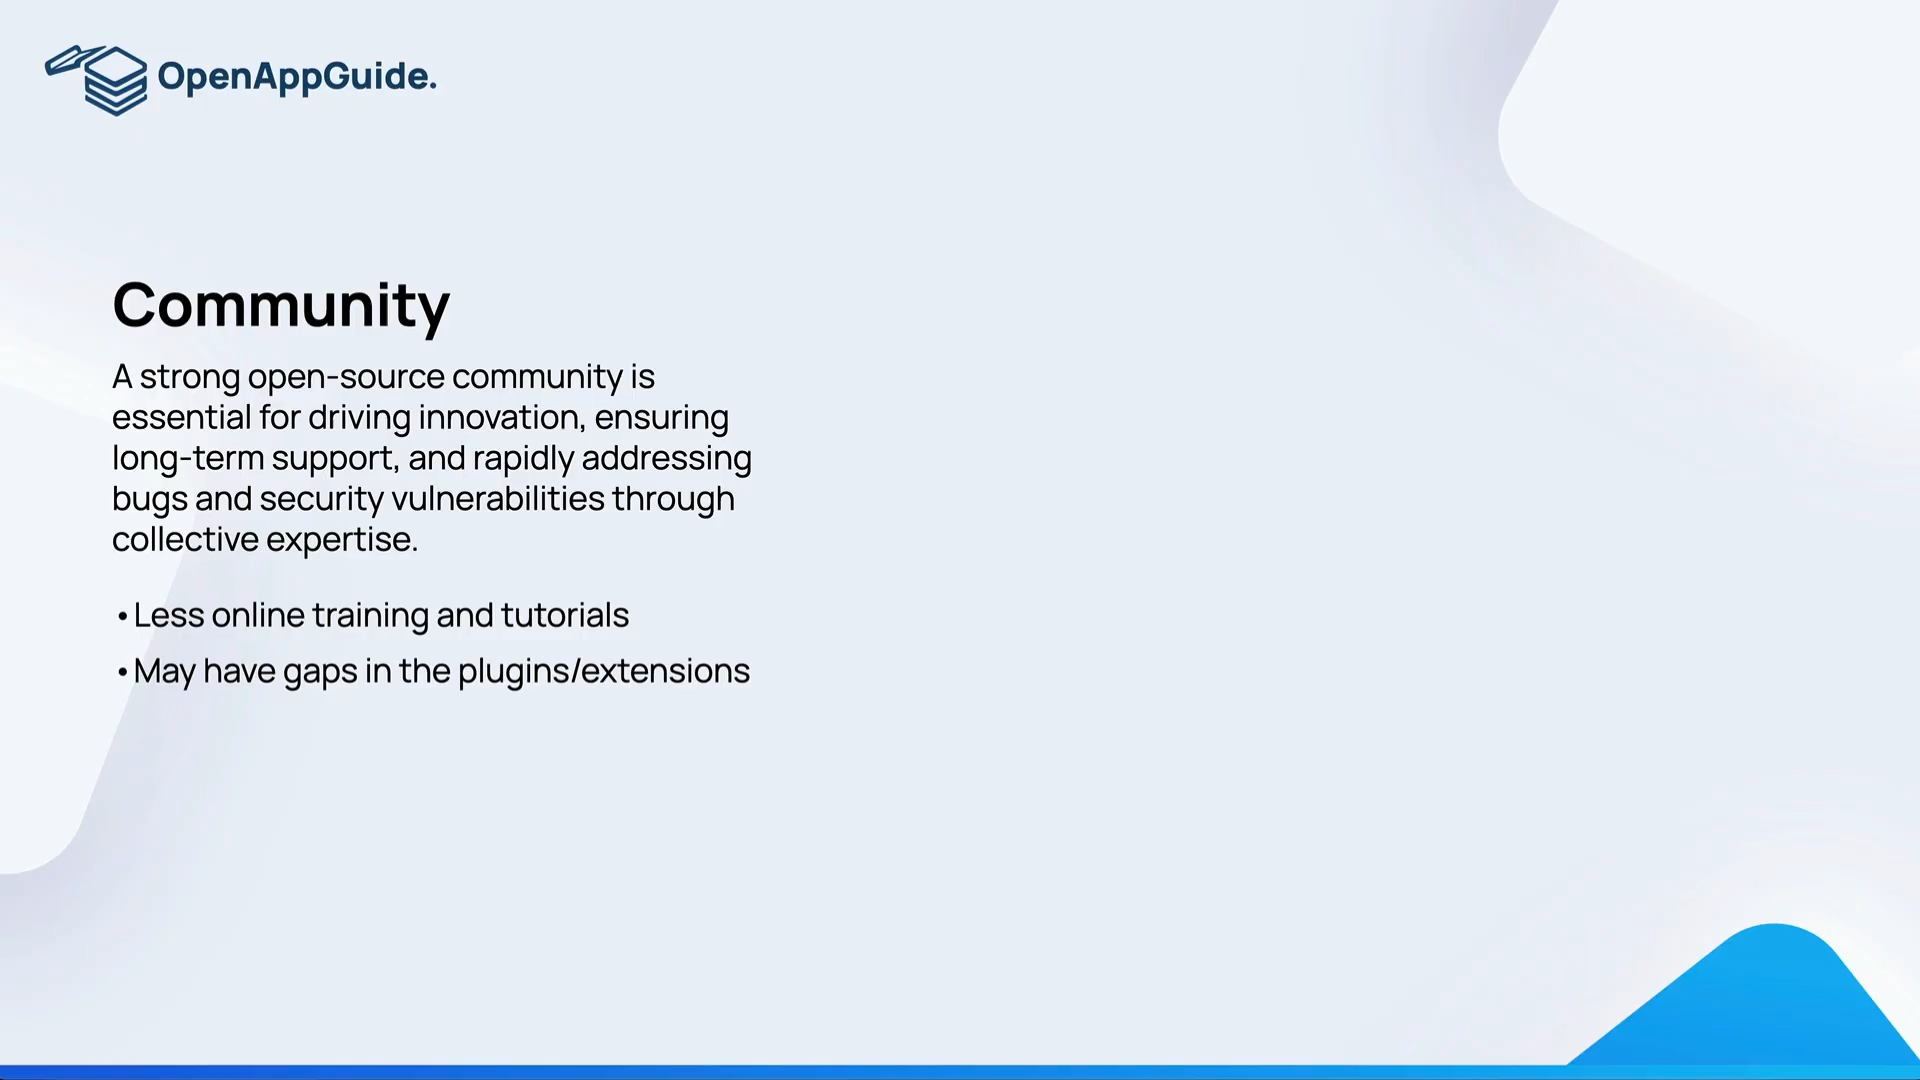 OpenAppGuide.
Community
A strong open-source community is
essential for driving innovation, ensuring
long-term support, and rapidly addressing
bugs and security vulnerabilities through
collective expertise.
•Less online training and tutorials
•May have gaps in the plugins/extensions